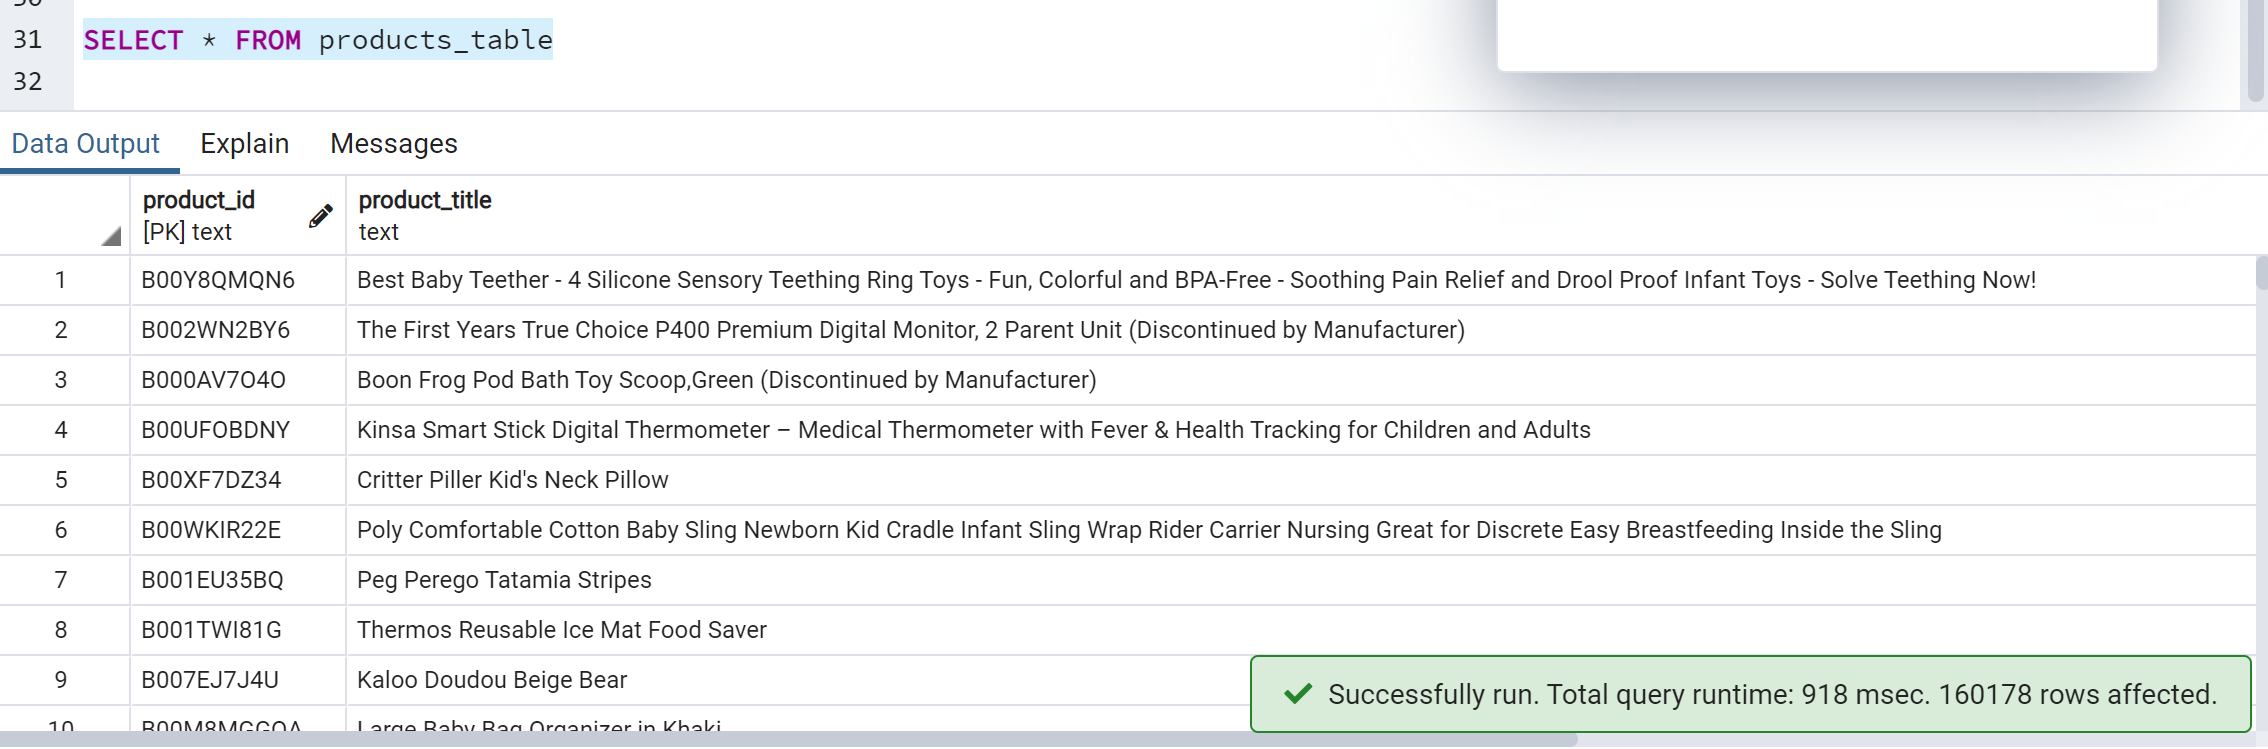 31 SELECT * FROM products_table
32
Data Output Explain Messages
product_id product_title
[PK] text text
1 B00Y8QMQN6 Best Baby Teether - 4 Silicone Sensory Teething Ring Toys - Fun, Colorful and BPA-Free - Soothing Pain Relief and Drool Proof Infant Toys - Solve Teething Now!
2 B002WN2BY6 The First Years True Choice P400 Premium Digital Monitor, 2 Parent Unit (Discontinued by Manufacturer)
3 B000AV7O4O Boon Frog Pod Bath Toy Scoop,Green (Discontinued by Manufacturer)
4 B00UFOBDNY Kinsa Smart Stick Digital Thermometer – Medical Thermometer with Fever & Health Tracking for Children and Adults
5 B00XF7DZ34 Critter Piller Kid's Neck Pillow
6 B00WKIR22E Poly Comfortable Cotton Baby Sling Newborn Kid Cradle Infant Sling Wrap Rider Carrier Nursing Great for Discrete Easy Breastfeeding Inside the Sling
7 B001EU35BQ Peg Perego Tatamia Stripes
8 B001TWI81G Thermos Reusable Ice Mat Food Saver
9 B007EJ7J4U Kaloo Doudou Beige Bear
Successfully run. Total query runtime: 918 msec. 160178 rows affected.
10 Large Baby Bag Organizer in Khaki